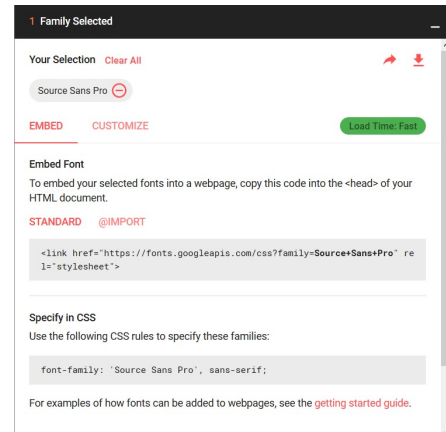 1 Family Selected
Your Selection Clear All
Source Sans Pro
EMBED CUSTOMIZE Load Time: Fast
Embed Font
To embed your selected fonts into a webpage, copy this code into the <head> of your
HTML document.
STANDARD @IMPORT
<link href="https://fonts.googleapis.com/css?family=Source+Sans+Pro" re
l="stylesheet">
Specify in CSS
Use the following CSS rules to specify these families:
font-family: 'Source Sans Pro', sans-serif;
For examples of how fonts can be added to webpages, see the getting started guide.